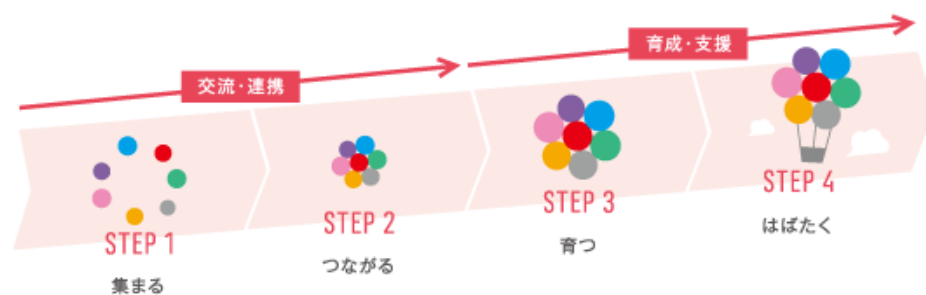 交流・連携
育成・支援
STEP 1
集まる
STEP 2
つながる
STEP 3
育つ
STEP 4
はばたく